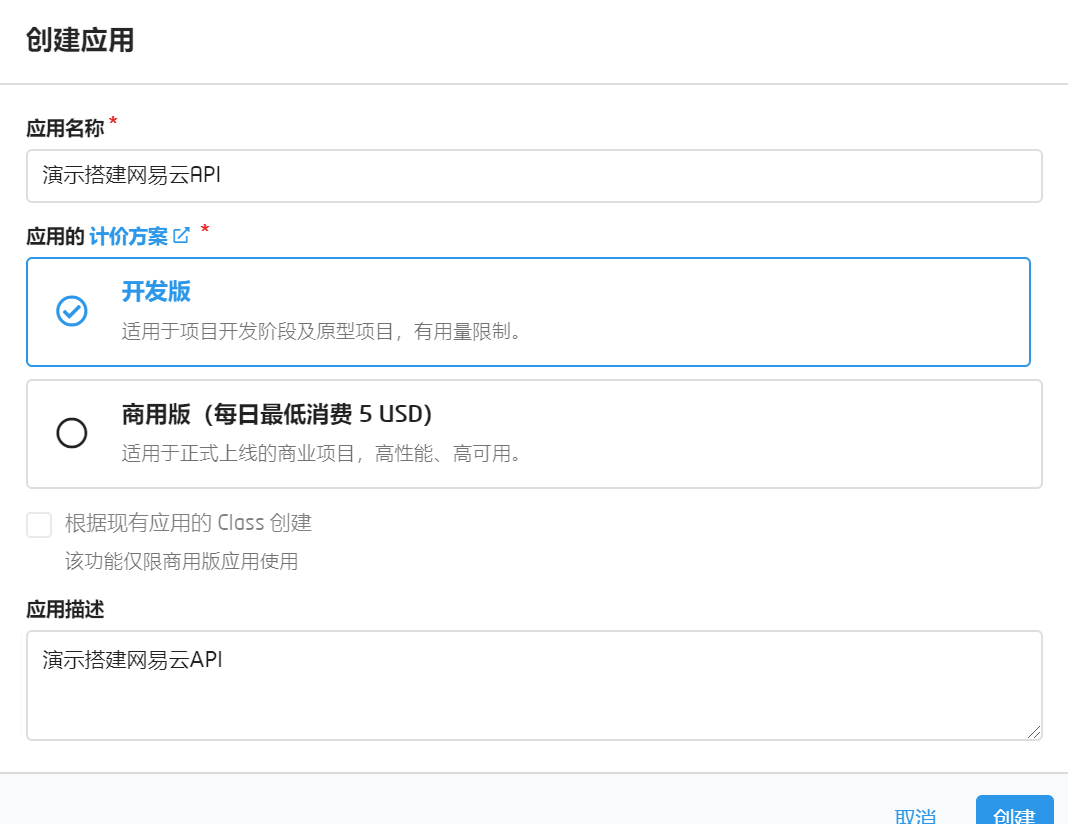 创建应用
应用名称*
演示搭建网易云API
应用的 计价方案 *
开发版
适用于项目开发阶段及原型项目，有用量限制。
商用版（每日最低消费 5 USD）
适用于正式上线的商业项目，高性能、高可用。
根据现有应用的 Class 创建
该功能仅限商用版应用使用
应用描述
演示搭建网易云API
取消 创建